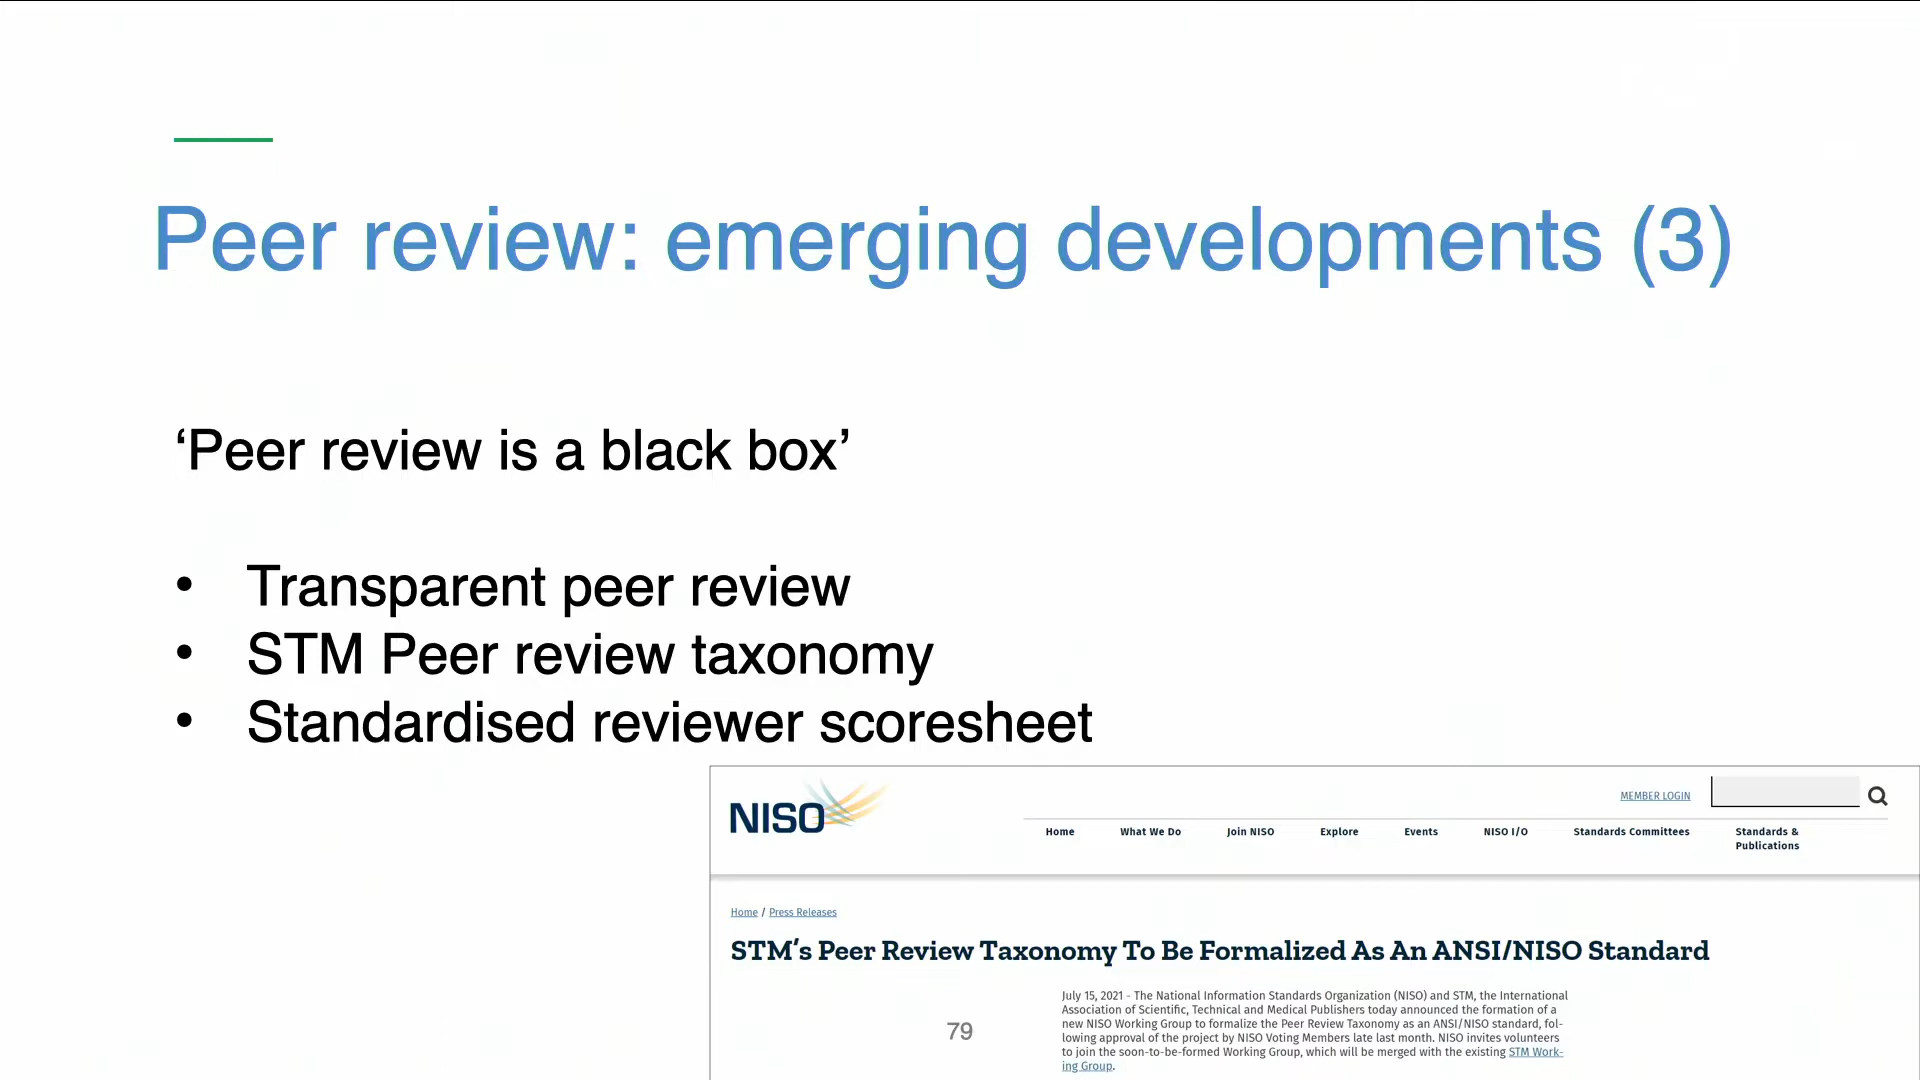 Peer review: emerging developments (3)
‘Peer review is a black box’
• Transparent peer review
• STM Peer review taxonomy
• Standardised reviewer scoresheet
NISO
MEMBER LOGIN
Home What We Do Join NISO Explore Events NISO I/O Standards Committees Standards &
Publications
Home / Press Releases
STM’s Peer Review Taxonomy To Be Formalized As An ANSI/NISO Standard
July 15, 2021 - The National Information Standards Organization (NISO) and STM, the International
Association of Scientific, Technical and Medical Publishers today announced the formation of a
new NISO Working Group to formalize the Peer Review Taxonomy as an ANSI/NISO standard, fol-
lowing approval of the project by NISO Voting Members late last month. NISO invites volunteers
to join the soon-to-be-formed Working Group, which will be merged with the existing STM Work-
ing Group.
79